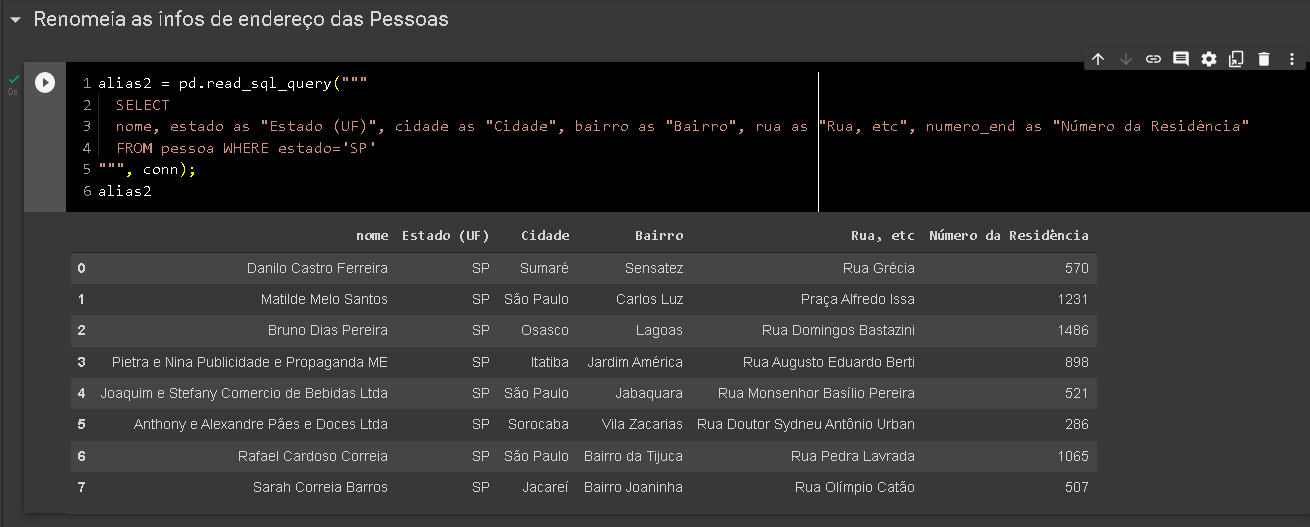 Renomeia as infos de endereço das Pessoas
0s
1 alias2 = pd.read_sql_query("""
2 SELECT
3 nome, estado as "Estado (UF)", cidade as "Cidade", bairro as "Bairro", rua as "Rua, etc", numero_end as "Número da Residência"
4 FROM pessoa WHERE estado='SP'
5 """, conn);
6 alias2
nome Estado (UF) Cidade Bairro Rua, etc Número da Residência
0 Danilo Castro Ferreira SP Sumaré Sensatez Rua Grécia 570
1 Matilde Melo Santos SP São Paulo Carlos Luz Praça Alfredo Issa 1231
2 Bruno Dias Pereira SP Osasco Lagoas Rua Domingos Bastazini 1486
3 Pietra e Nina Publicidade e Propaganda ME SP Itatiba Jardim América Rua Augusto Eduardo Berti 898
4 Joaquim e Stefany Comercio de Bebidas Ltda SP São Paulo Jabaquara Rua Monsenhor Basílio Pereira 521
5 Anthony e Alexandre Pães e Doces Ltda SP Sorocaba Vila Zacarias Rua Doutor Sydneu Antônio Urban 286
6 Rafael Cardoso Correia SP São Paulo Bairro da Tijuca Rua Pedra Lavrada 1065
7 Sarah Correia Barros SP Jacareí Bairro Joaninha Rua Olímpio Catão 507